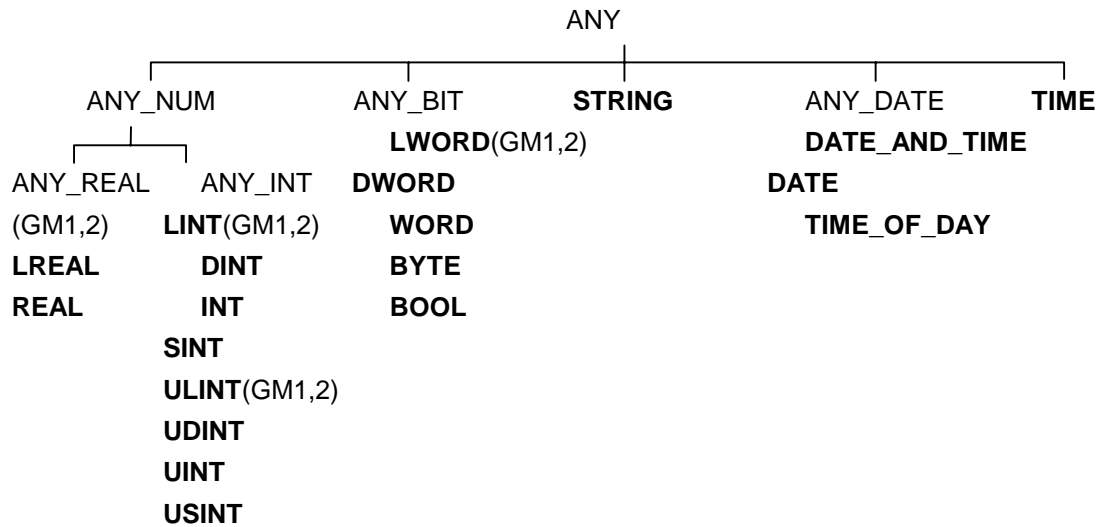 ANY
ANY_NUM ANY_BIT STRING ANY_DATE TIME
LWORD(GM1,2) DATE_AND_TIME
ANY_REAL ANY_INT DWORD DATE
(GM1,2) LINT(GM1,2) WORD TIME_OF_DAY
LREAL DINT BYTE
REAL INT BOOL
SINT
ULINT(GM1,2)
UDINT
UINT
USINT